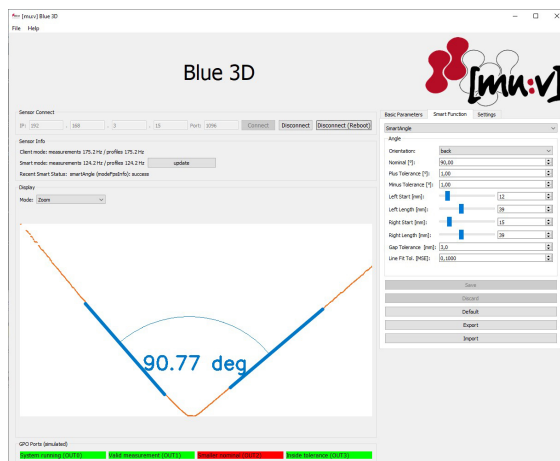 [mu:v] Blue 3D
File Help
Blue 3D
[mu:v]
Sensor Connect
IP: 192 . 168 . 3 . 15 Port: 1096 Connect Disconnect Disconnect (Reboot)
Sensor Info
Client mode: measurements 175.2 Hz / profiles 175.2 Hz
Smart mode: measurements 124.2 Hz / profiles 124.2 Hz update
Recent Smart Status: smartAngle (modeFpsInfo): success
Display
Mode: Zoom
90.77 deg
GPO Ports (simulated)
System running (OUT0) Valid measurement (OUT1) Smaller nominal (OUT2) Inside tolerance (OUT3)
Basic Parameters Smart Function Settings
SmartAngle
Angle
Orientation: back
Nominal [°]: 90,00
Plus Tolerance [°]: 1,00
Minus Tolerance [°]: 1,00
Left Start [mm]: 12
Left Length [mm]: 39
Right Start [mm]: 15
Right Length [mm]: 39
Gap Tolerance [mm]: 3,0
Line Fit Tol. [MSE]: 0,1000
Save
Discard
Default
Export
Import